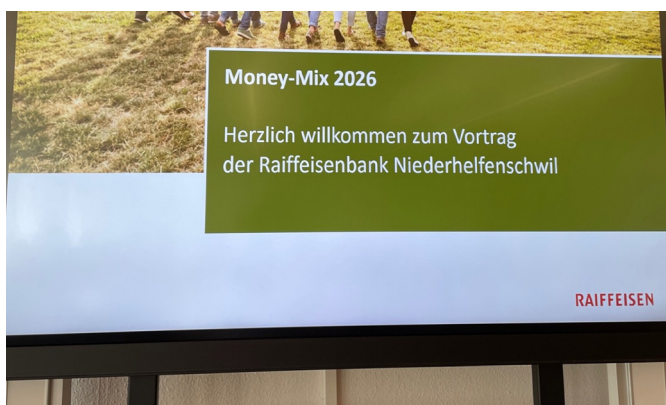 Money-Mix 2026
Herzlich willkommen zum Vortrag
der Raiffeisenbank Niederhelfenschwil
RAIFFEISEN